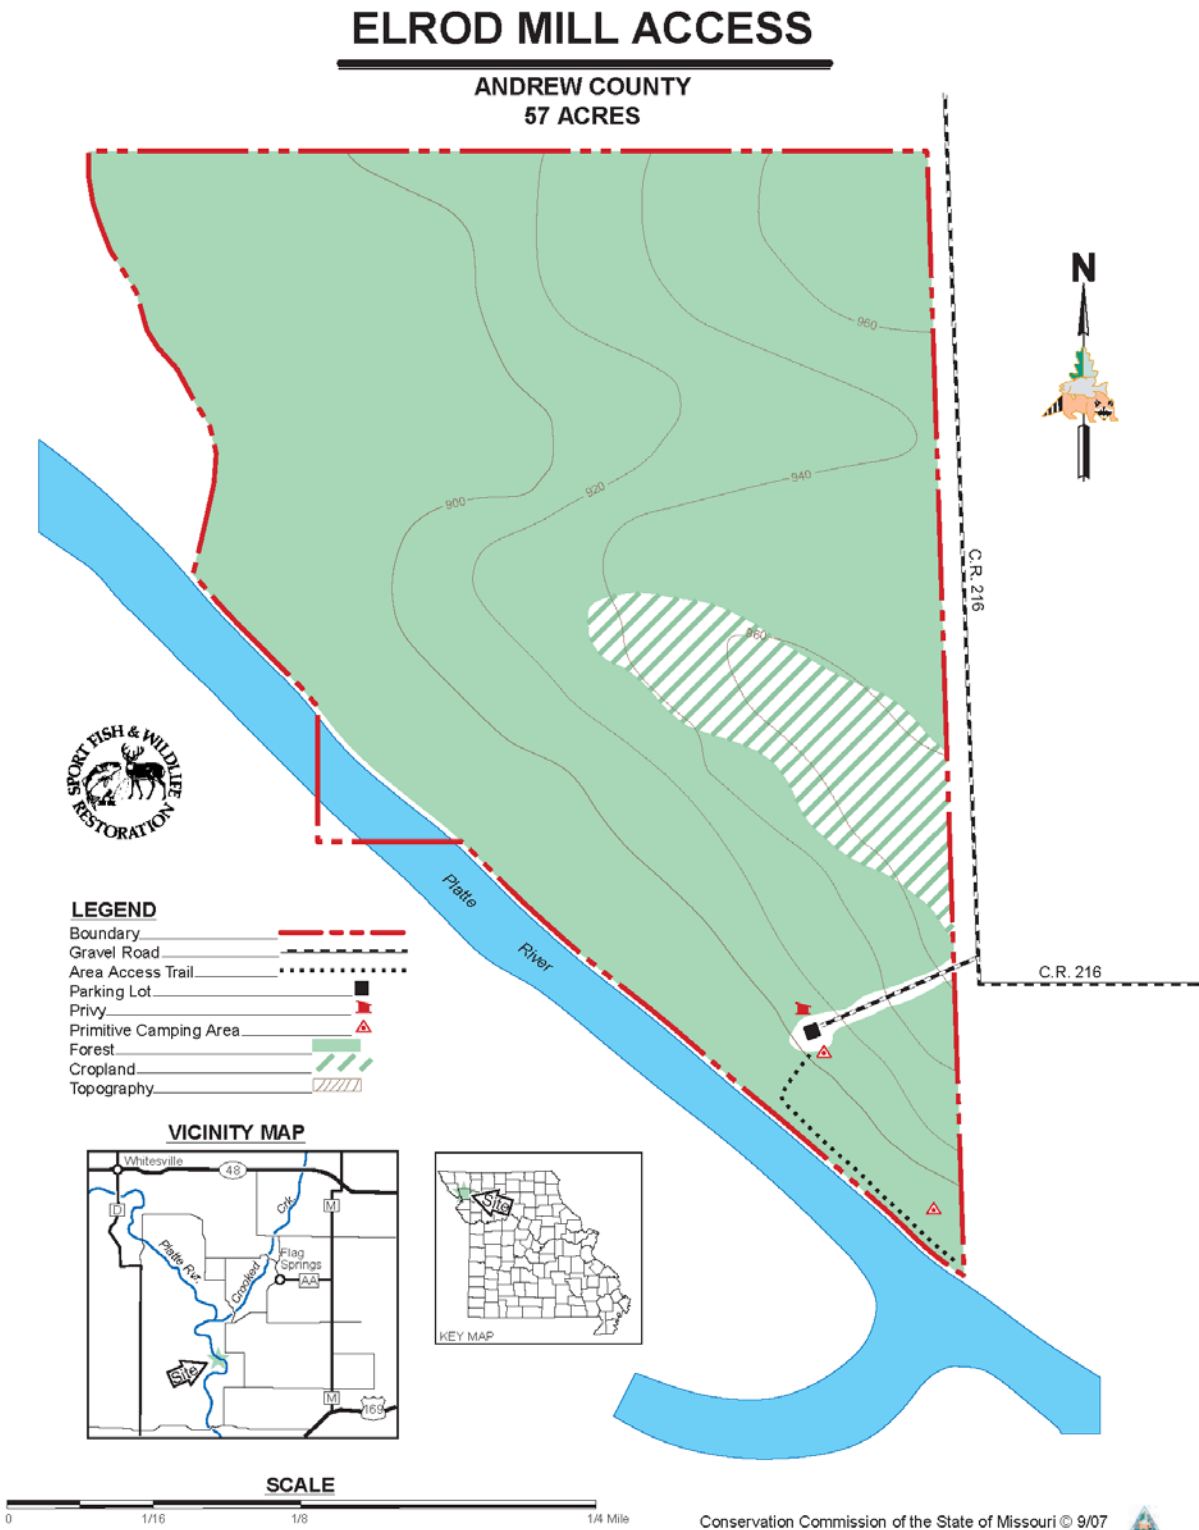 ELROD MILL ACCESS
ANDREW COUNTY
57 ACRES
N
960
940
920
900
C.R. 216
960
SPORT FISH & WILDLIFE
RESTORATION
Platte
River
C.R. 216
LEGEND
Boundary
Gravel Road
Area Access Trail
Parking Lot
Privy
Primitive Camping Area
Forest
Cropland
Topography
VICINITY MAP
Whitesville
48
D
M
Crk
Platte Rvr.
Crooked
Flag
Springs
AA
Site
M
169
Site
KEY MAP
SCALE
0
1/16
1/8
1/4 Mile
Conservation Commission of the State of Missouri © 9/07